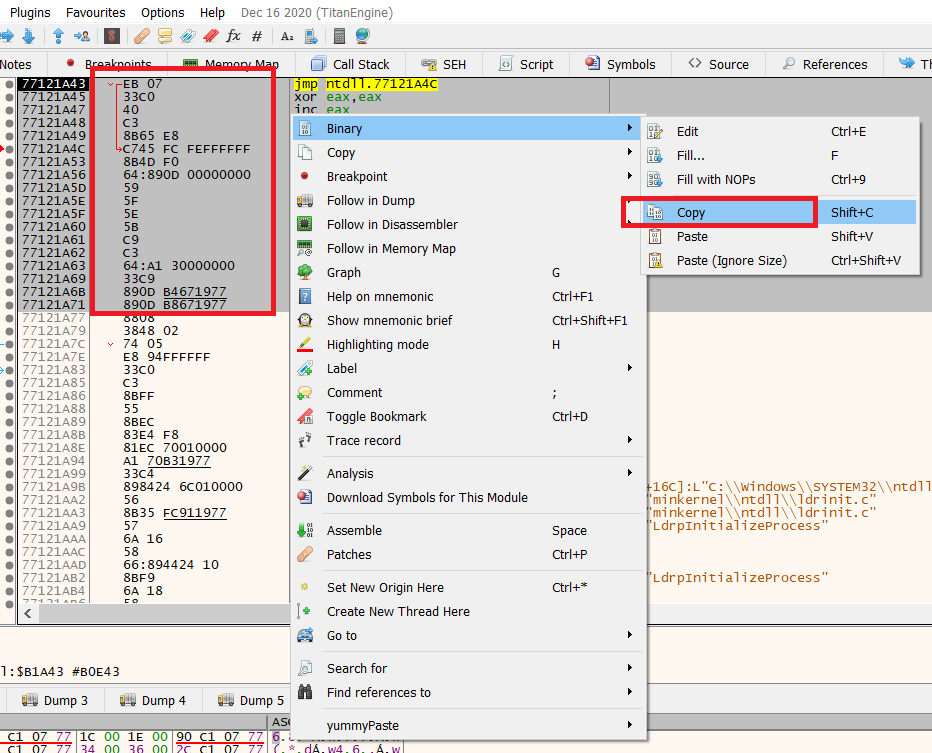 Plugins Favourites Options Help Dec 16 2020 (TitanEngine)
fx # A₂
Notes Breakpoints Memory Map Call Stack SEH Script Symbols Source References
77121A43 EB 07 jmp ntdll.77121A4C
77121A45 33C0 xor eax,eax
77121A47 40 inc eax
77121A48 C3
77121A49 8B65 E8
77121A4C C745 FC FEFFFFFF
77121A53 8B4D F0
77121A56 64:890D 00000000
77121A5D 59
77121A5E 5F
77121A5F 5E
77121A60 5B
77121A61 C9
77121A62 C3
77121A63 64:A1 30000000
77121A69 33C9
77121A6B 890D B4671977
77121A71 890D B8671977
77121A77 8808
77121A79 3848 02
77121A7C 74 05
77121A7E E8 94FFFFFF
77121A83 33C0
77121A85 C3
77121A86 8BFF
77121A88 55
77121A89 8BEC
77121A8B 83E4 F8
77121A8E 81EC 70010000
77121A94 A1 70B31977
77121A99 33C4
77121A9B 898424 6C010000
77121AA2 56
77121AA3 8B35 FC911977
77121AA9 57
77121AAA 6A 16
77121AAC 58
77121AAD 66:894424 10
77121AB2 8BF9
77121AB4 6A 18
77121AB6 58
Binary
Copy
Breakpoint
Follow in Dump
Follow in Disassembler
Follow in Memory Map
Graph G
Help on mnemonic Ctrl+F1
Show mnemonic brief Ctrl+Shift+F1
Highlighting mode H
Label
Comment ;
Toggle Bookmark Ctrl+D
Trace record
Analysis
Download Symbols for This Module
Assemble Space
Patches Ctrl+P
Set New Origin Here Ctrl+*
Create New Thread Here
Go to
Search for
Find references to
yummyPaste
Edit Ctrl+E
Fill... F
Fill with NOPs Ctrl+9
Copy Shift+C
Paste Shift+V
Paste (Ignore Size) Ctrl+Shift+V
+16C]:L"C:\\Windows\\SYSTEM32\\ntdll
"minkernel\\ntdll\\ldrinit.c"
"minkernel\\ntdll\\ldrinit.c"
"LdrpInitializeProcess"
"LdrpInitializeProcess"
l:$B1A43 #B0E43
Dump 3 Dump 4 Dump 5
ASC
C1 07 77 1C 00 1E 00 90 C1 07 77
C1 07 77 34 00 36 00 2C C1 07 77 (.*.dÁ.w4.6.,Á.w